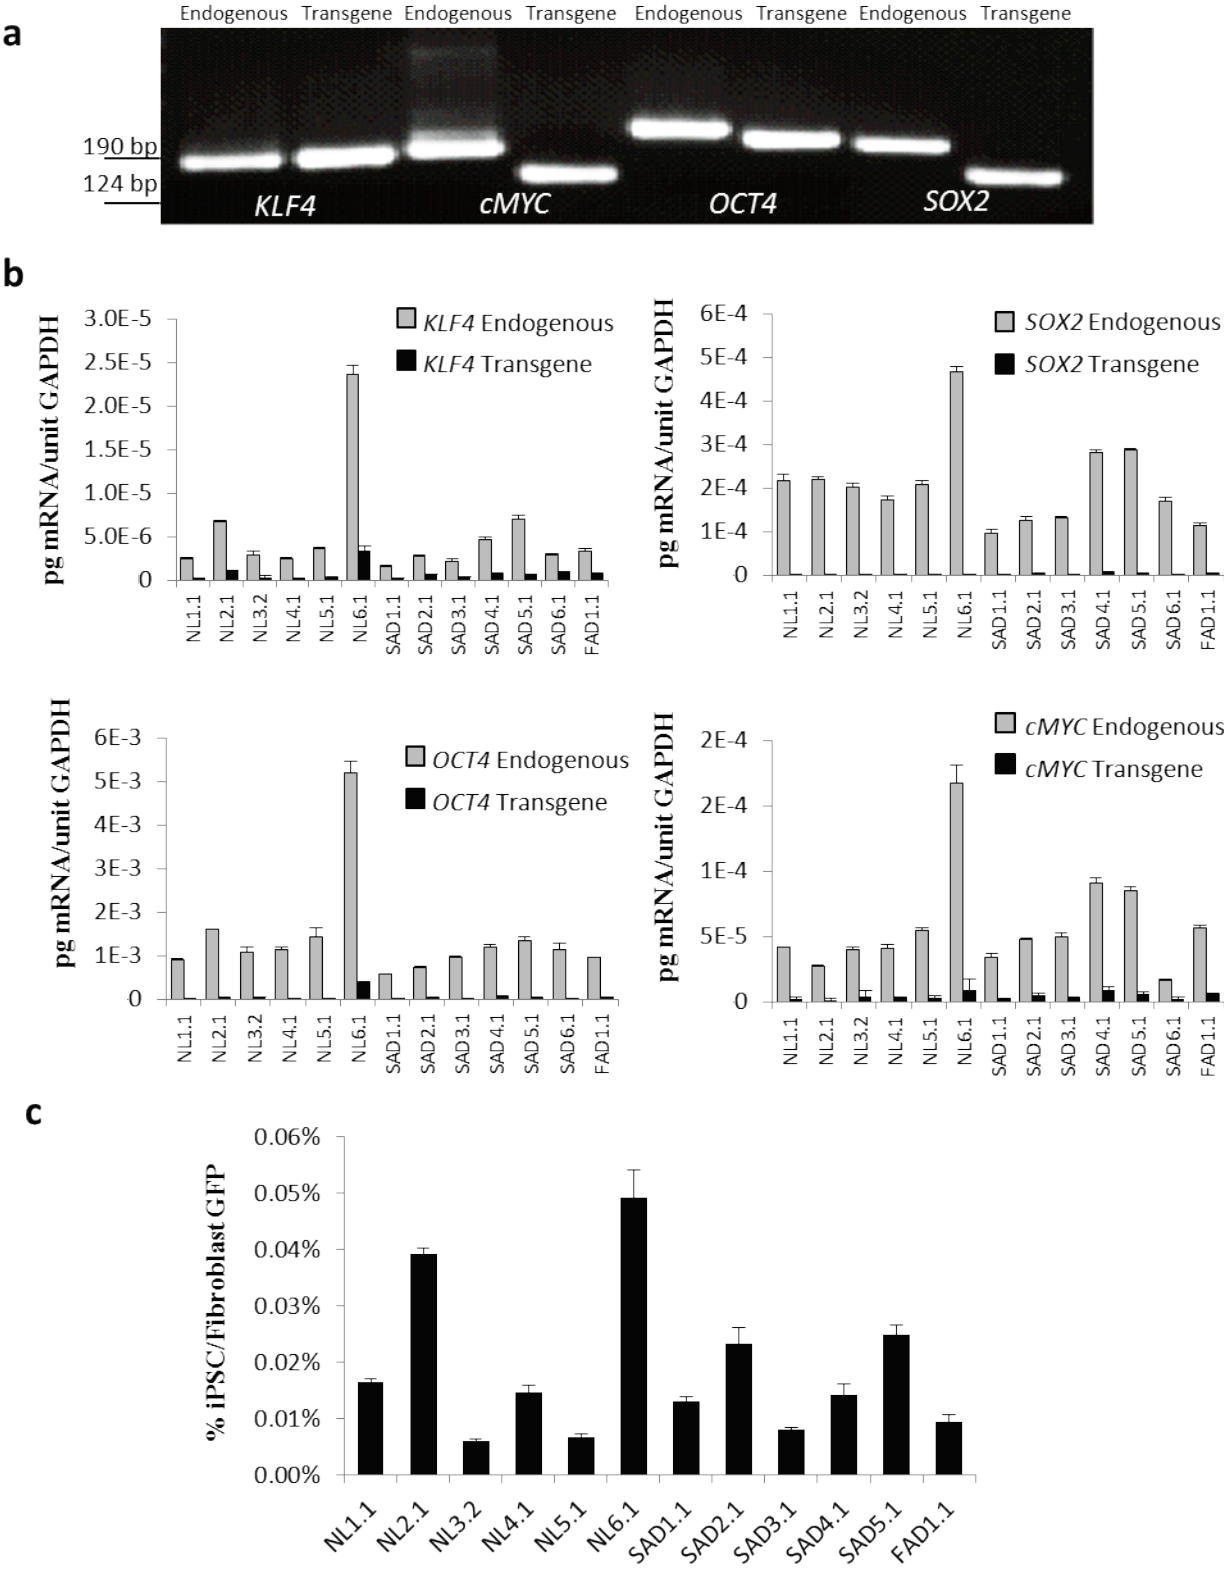 Endogenous Transgene Endogenous Transgene Endogenous Transgene Endogenous Transgene
a
190 bp
124 bp
KLF4 cMYC OCT4 SOX2
b
pg mRNA/unit GAPDH
3.0E-5
2.5E-5
2.0E-5
1.5E-5
1.0E-5
5.0E-6
0
KLF4 Endogenous
KLF4 Transgene
NL1.1 NL2.1 NL3.2 NL4.1 NL5.1 NL6.1 SAD1.1 SAD2.1 SAD3.1 SAD4.1 SAD5.1 SAD6.1 FAD1.1
pg mRNA/unit GAPDH
6E-4
5E-4
4E-4
3E-4
2E-4
1E-4
0
SOX2 Endogenous
SOX2 Transgene
NL1.1 NL2.1 NL3.2 NL4.1 NL5.1 NL6.1 SAD1.1 SAD2.1 SAD3.1 SAD4.1 SAD5.1 SAD6.1 FAD1.1
pg mRNA/unit GAPDH
6E-3
5E-3
4E-3
3E-3
2E-3
1E-3
0
OCT4 Endogenous
OCT4 Transgene
NL1.1 NL2.1 NL3.2 NL4.1 NL5.1 NL6.1 SAD1.1 SAD2.1 SAD3.1 SAD4.1 SAD5.1 SAD6.1 FAD1.1
pg mRNA/unit GAPDH
2E-4
2E-4
1E-4
5E-5
0
cMYC Endogenous
cMYC Transgene
NL1.1 NL2.1 NL3.2 NL4.1 NL5.1 NL6.1 SAD1.1 SAD2.1 SAD3.1 SAD4.1 SAD5.1 SAD6.1 FAD1.1
c
% iPSC/Fibroblast GFP
0.06%
0.05%
0.04%
0.03%
0.02%
0.01%
0.00%
NL1.1 NL2.1 NL3.2 NL4.1 NL5.1 NL6.1 SAD1.1 SAD2.1 SAD3.1 SAD4.1 SAD5.1 FAD1.1